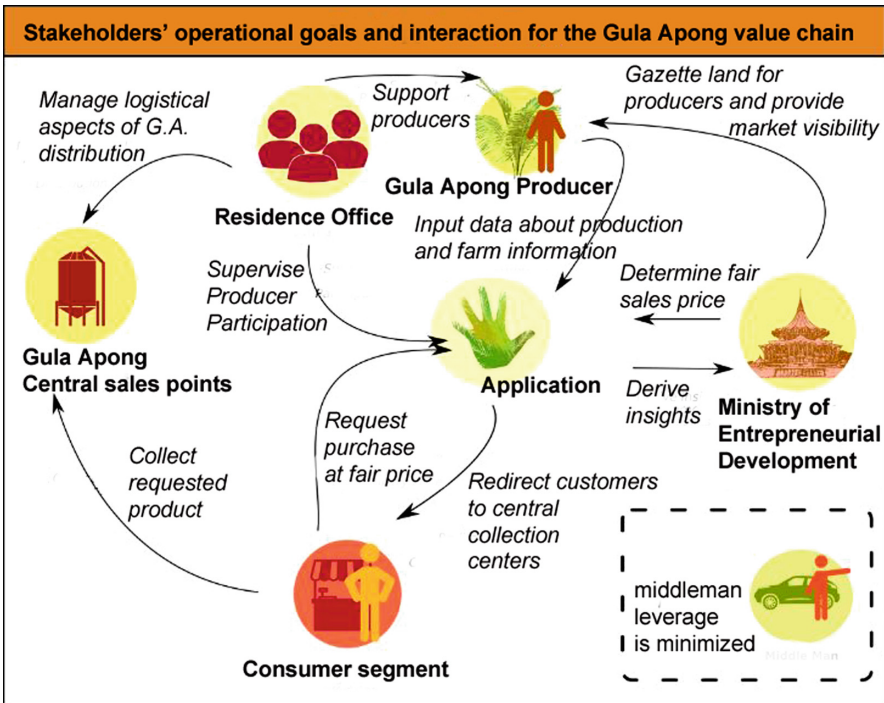 Stakeholders' operational goals and interaction for the Gula Apong value chain
Manage logistical
aspects of G.A.
distribution
Support
producers
Gazette land for
producers and provide
market visibility
Residence Office
Gula Apong Producer
Input data about production
and farm information
Supervise
Producer
Participation
Determine fair
sales price
Gula Apong
Central sales points
Application
Derive
insights
Ministry of
Entrepreneurial
Development
Request
purchase
at fair price
Collect
requested
product
Redirect customers
to central
collection
centers
Consumer segment
middleman
leverage
is minimized
Middle Man